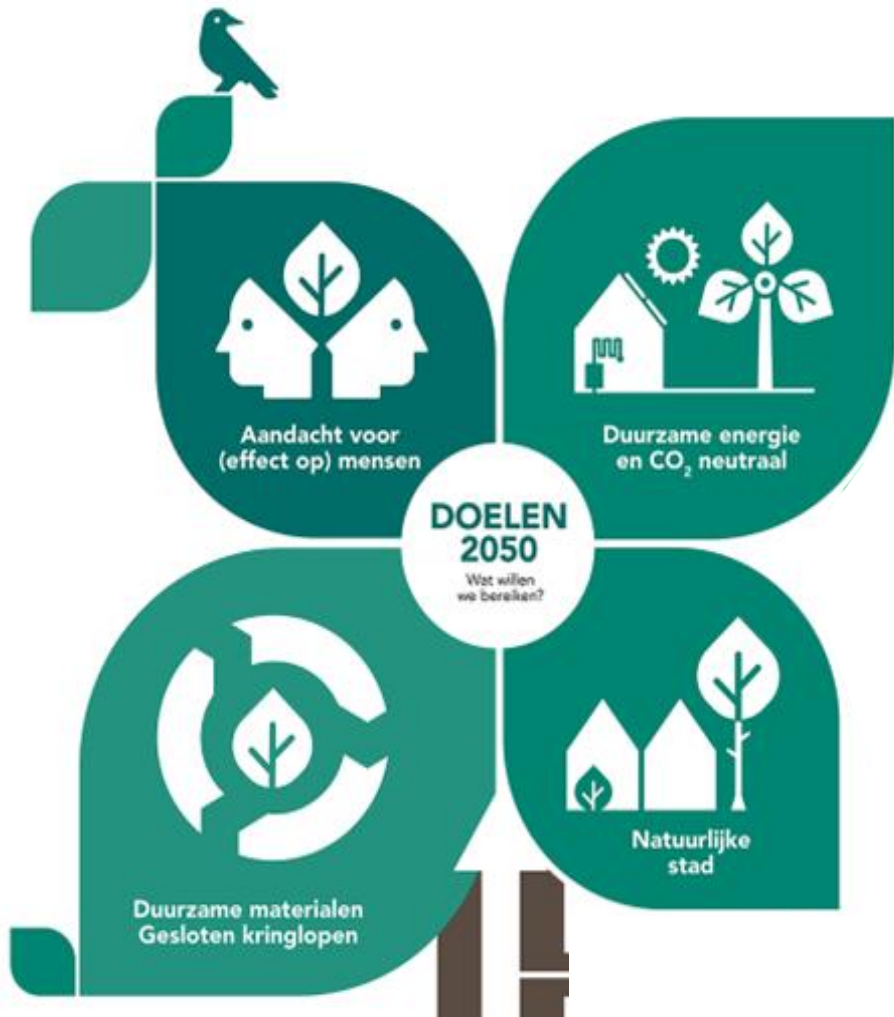 Aandacht voor
(effect op) mensen
Duurzame energie
en CO₂ neutraal
DOELEN
2050
Wat willen
we bereiken?
Duurzame materialen
Gesloten kringlopen
Natuurlijke
stad